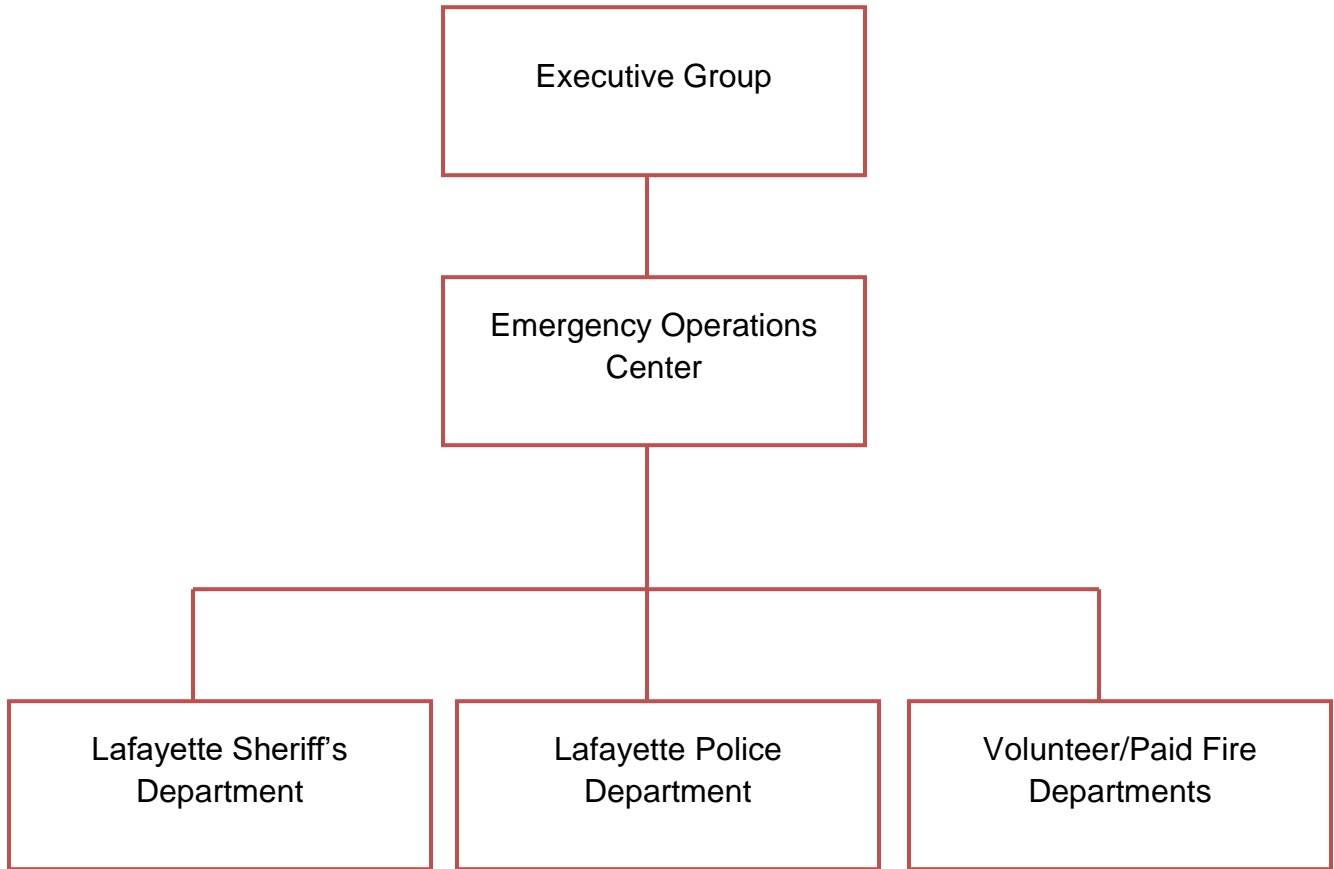 Executive Group
Emergency Operations
Center
Lafayette Sheriff’s
Department
Lafayette Police
Department
Volunteer/Paid Fire
Departments